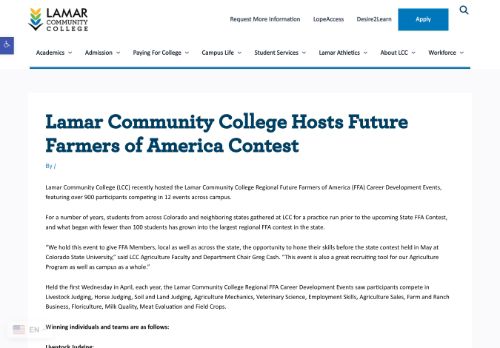 LAMAR
COMMUNITY
COLLEGE
Request More Information LopeAccess Desire2Learn Apply
Academics Admission Paying For College Campus Life Student Services Lamar Athletics About LCC Workforce
Lamar Community College Hosts Future
Farmers of America Contest
By /
Lamar Community College (LCC) recently hosted the Lamar Community College Regional Future Farmers of America (FFA) Career Development Events,
featuring over 900 participants competing in 12 events across campus.
For a number of years, students from across Colorado and neighboring states gathered at LCC for a practice run prior to the upcoming State FFA Contest,
and what began with fewer than 100 students has grown into the largest regional FFA contest in the state.
"We hold this event to give FFA Members, local as well as across the state, the opportunity to hone their skills before the state contest held in May at
Colorado State University," said LCC Agriculture Faculty and Department Chair Greg Cash. "This event is also a great recruiting tool for our Agriculture
Program as well as campus as a whole."
Held the first Wednesday in April, each year, the Lamar Community College Regional FFA Career Development Events saw participants compete in
Livestock Judging, Horse Judging, Soil and Land Judging, Agriculture Mechanics, Veterinary Science, Employment Skills, Agriculture Sales, Farm and Ranch
Business, Floriculture, Milk Quality, Meat Evaluation and Field Crops.
EN
Winning individuals and teams are as follows:
Livestock Judging: